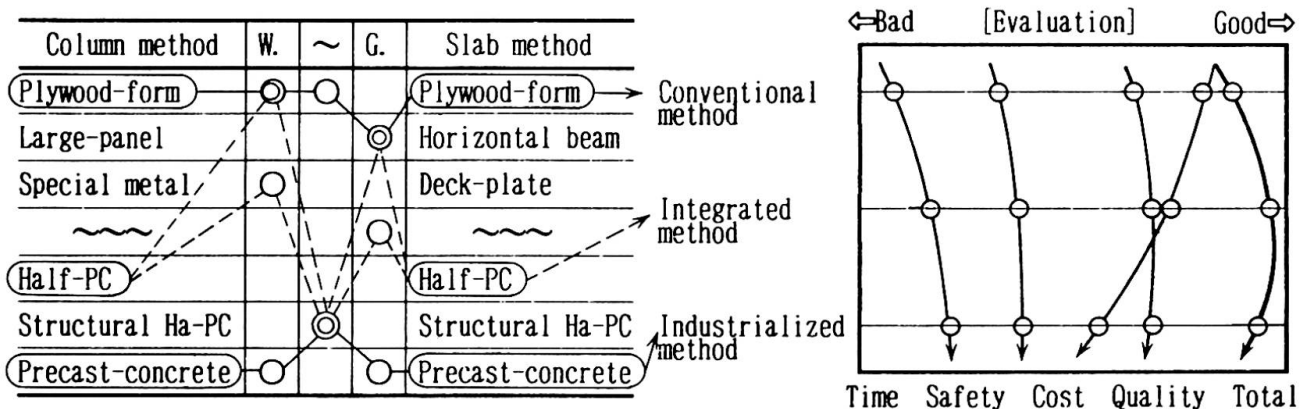 Column method W. ~ G. Slab method
Plywood-form Plywood-form
Large-panel Horizontal beam
Special metal Deck-plate
~~~ ~~~
Half-PC Half-PC
Structural Ha-PC Structural Ha-PC
Precast-concrete Precast-concrete
Conventional
method
Integrated
method
Industrialized
method
⇐Bad [Evaluation] Good⇒
Time Safety Cost Quality Total